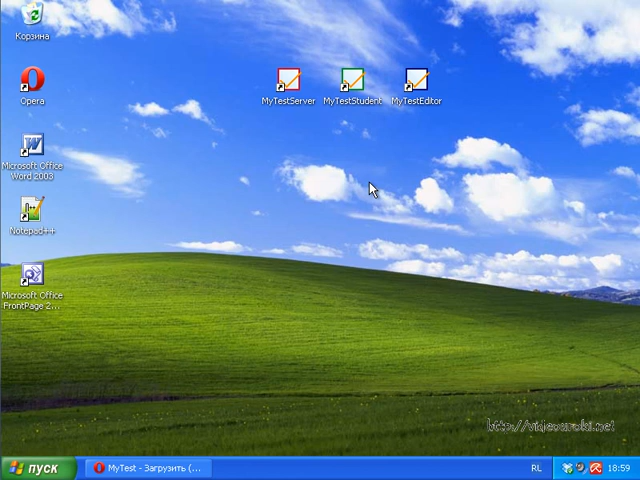 Корзина
MyTestServer
MyTestStudent
MyTestEditor
Opera
Microsoft Office
Word 2003
Notepad++
Microsoft Office
FrontPage 2...
http://videouroki.net
пуск
MyTest - Загрузить (...
RL
18:59